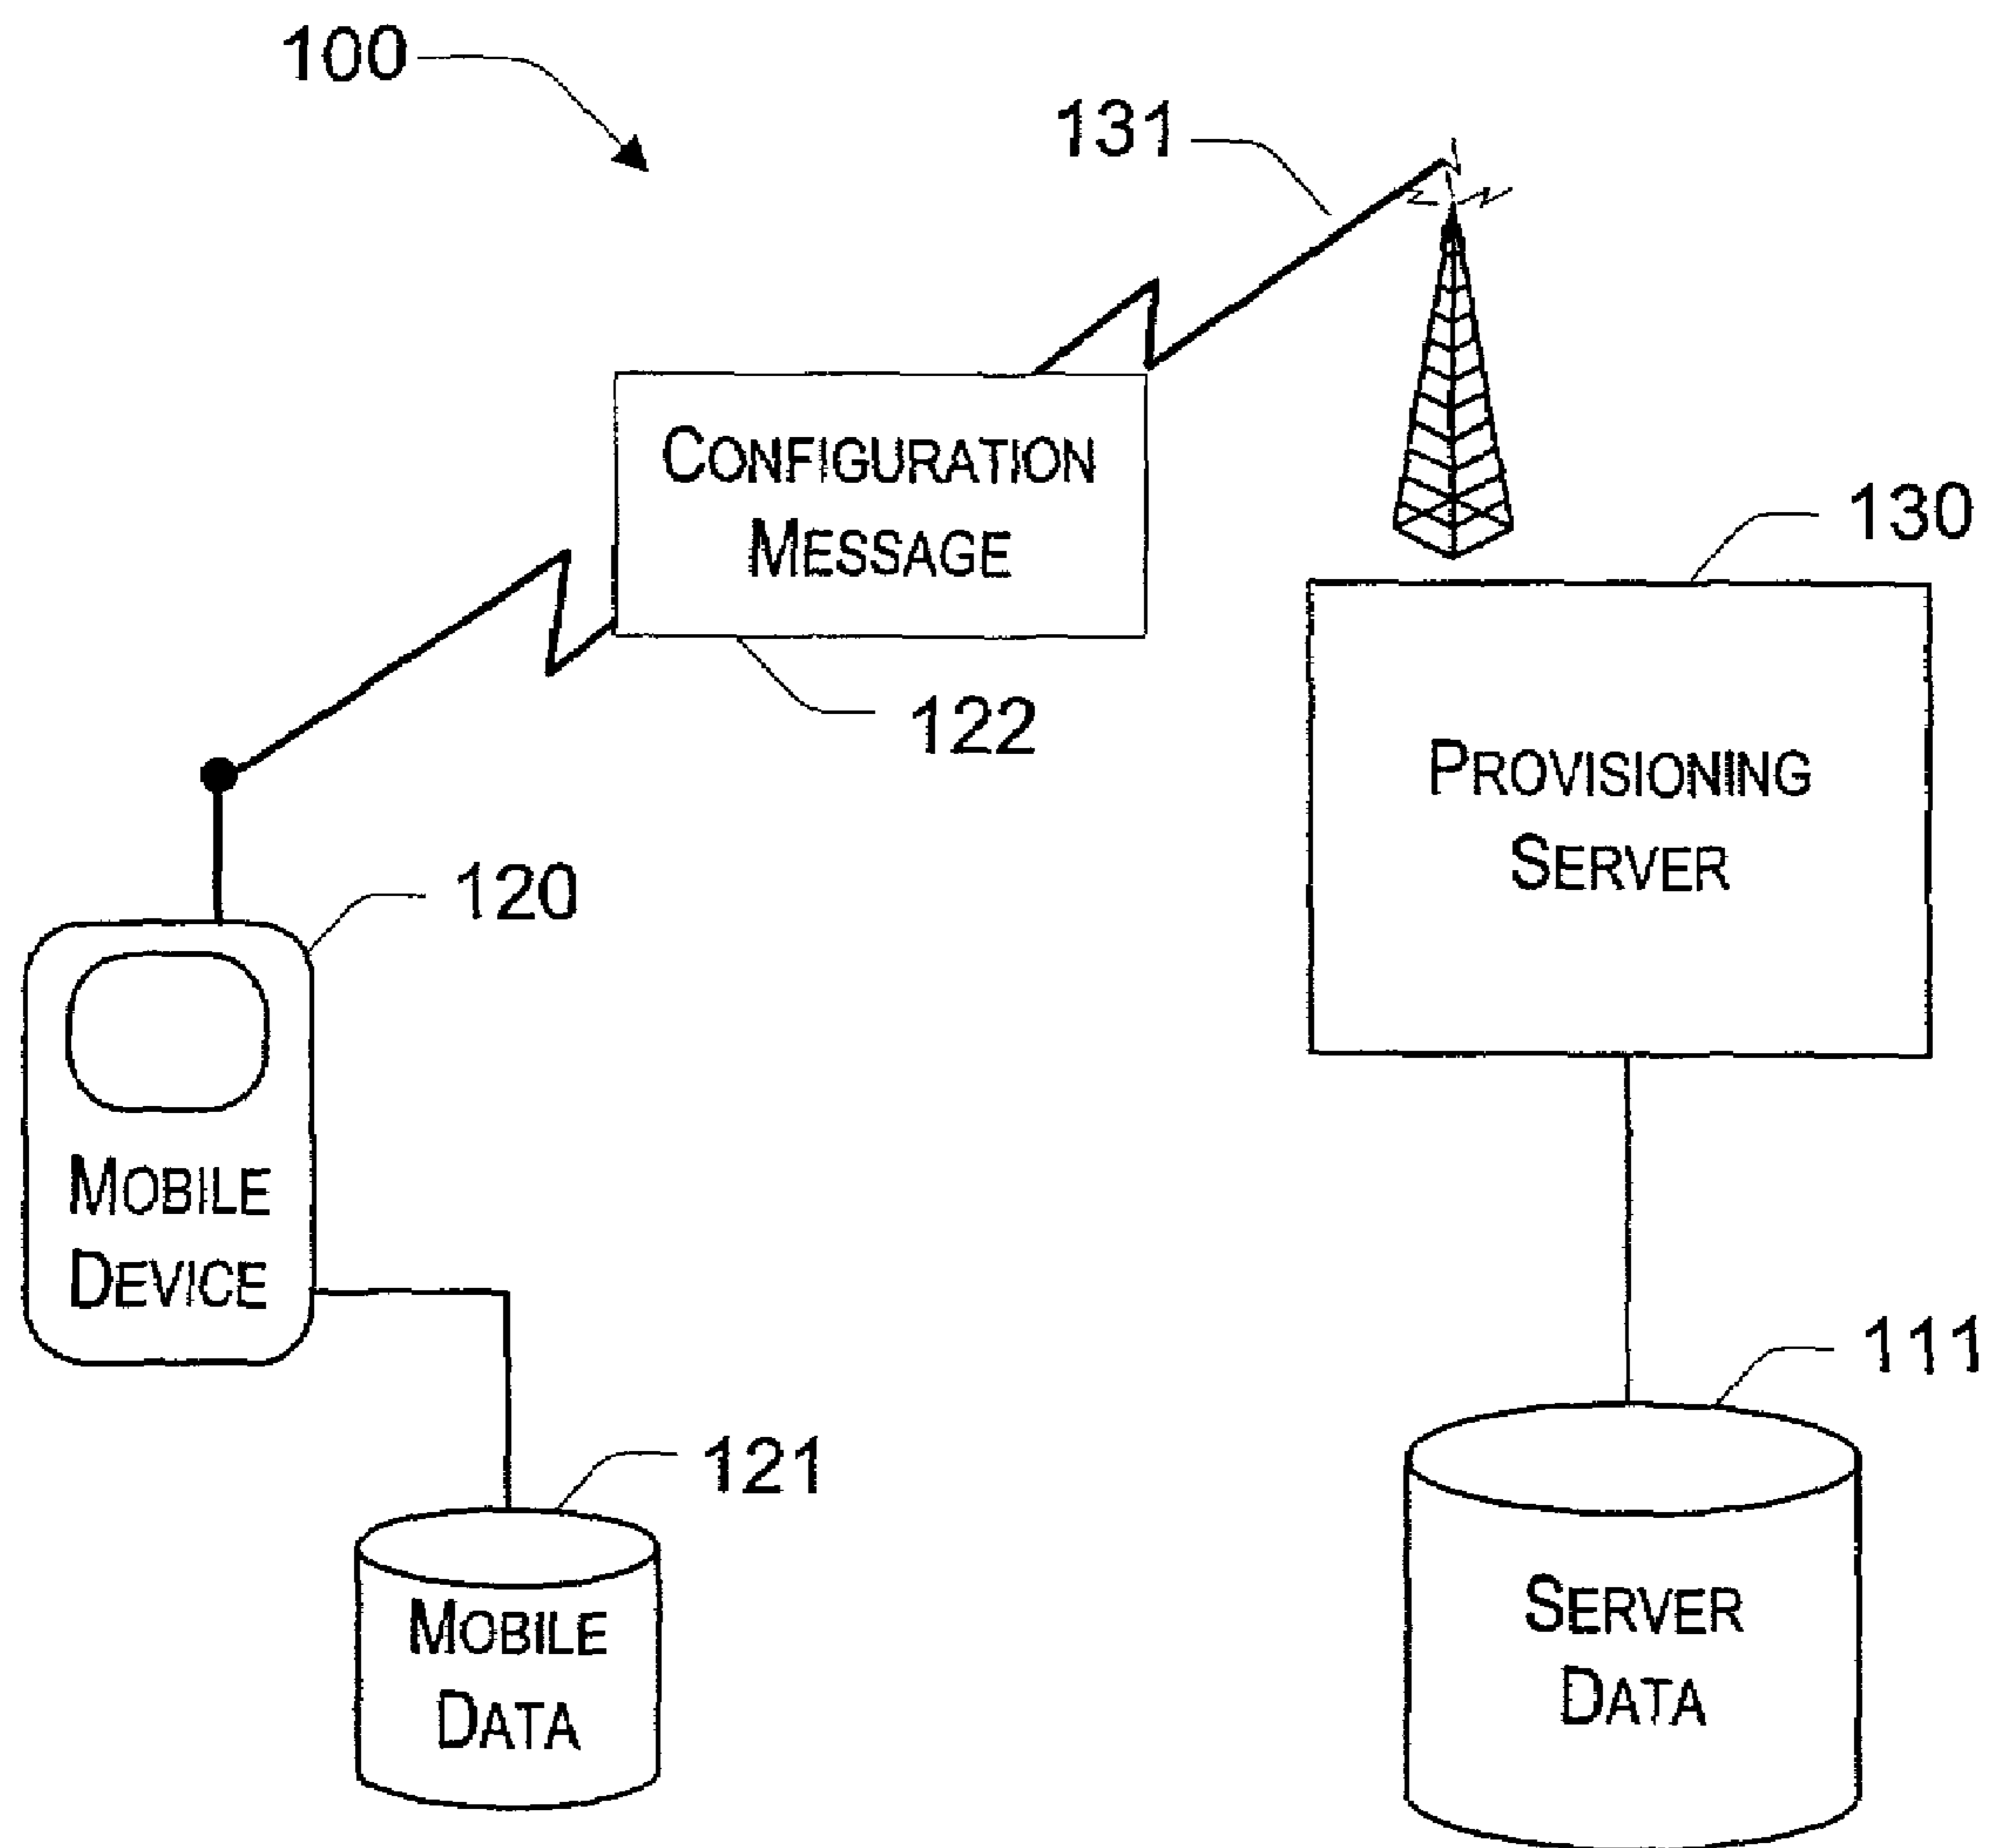 100
131
CONFIGURATION
MESSAGE
130
122
PROVISIONING
SERVER
120
MOBILE
DEVICE
111
121
MOBILE
DATA
SERVER
DATA